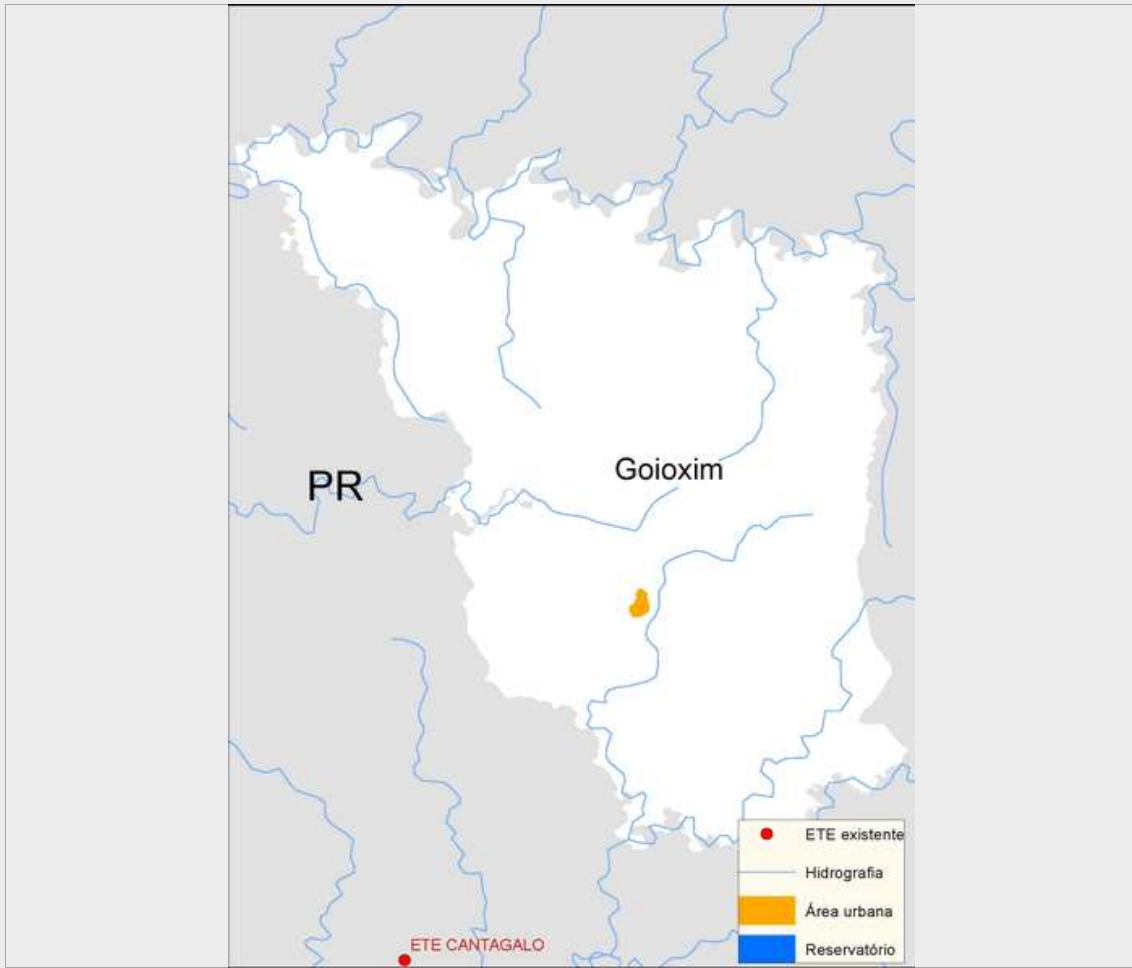 Goioxim
PR
ETE existente
Hidrografia
Área urbana
Reservatório
ETE CANTAGALO